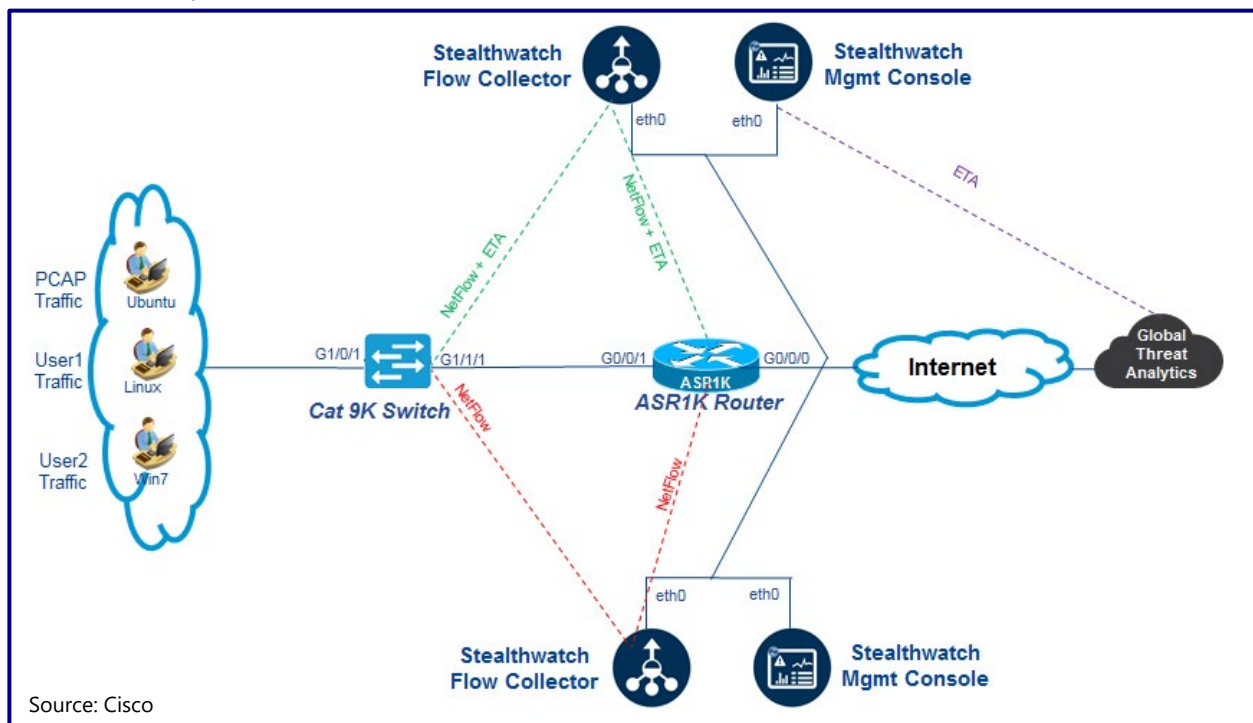 Stealthwatch
Flow Collector
Stealthwatch
Mgmt Console
eth0
eth0
NetFlow + ETA
NetFlow + ETA
ETA
PCAP
Traffic
Ubuntu
User1
Traffic
Linux
User2
Traffic
Win7
G1/0/1
G1/1/1
Cat 9K Switch
G0/0/1
G0/0/0
ASR1K
ASR1K Router
Internet
Global
Threat
Analytics
NetFlow
NetFlow
eth0
eth0
Stealthwatch
Flow Collector
Stealthwatch
Mgmt Console
Source: Cisco